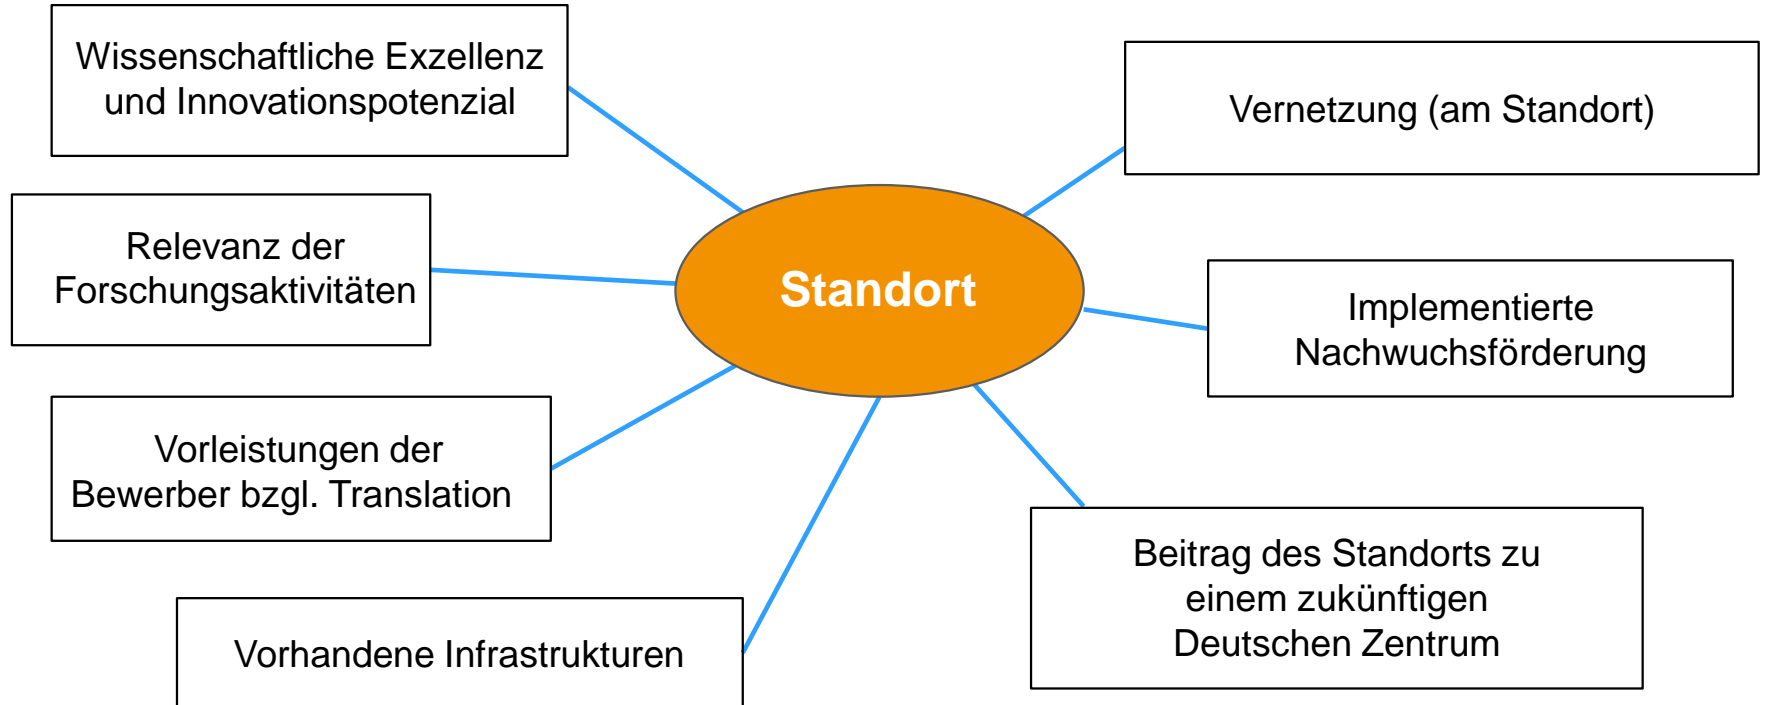 Wissenschaftliche Exzellenz
und Innovationspotenzial
Vernetzung (am Standort)
Relevanz der
Forschungsaktivitäten
Standort
Implementierte
Nachwuchsförderung
Vorleistungen der
Bewerber bzgl. Translation
Beitrag des Standorts zu
einem zukünftigen
Deutschen Zentrum
Vorhandene Infrastrukturen